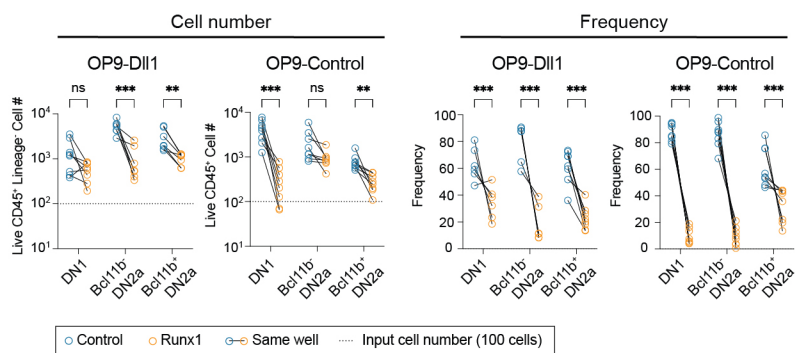 Cell number
Frequency
OP9-Dll1
OP9-Control
OP9-Dll1
OP9-Control
ns
***
**
***
ns
**
***
***
***
***
***
***
Live CD45⁺ Lineage⁻ Cell #
10⁴
10³
10²
10¹
DN1
Bcl11b⁻
DN2a
Bcl11b⁺
DN2a
Live CD45⁺ Cell #
10⁴
10³
10²
10¹
DN1
Bcl11b⁻
DN2a
Bcl11b⁺
DN2a
Frequency
100
80
60
40
20
0
DN1
Bcl11b⁻
DN2a
Bcl11b⁺
DN2a
Frequency
100
80
60
40
20
0
DN1
Bcl11b⁻
DN2a
Bcl11b⁺
DN2a
Control
Runx1
Same well
Input cell number (100 cells)